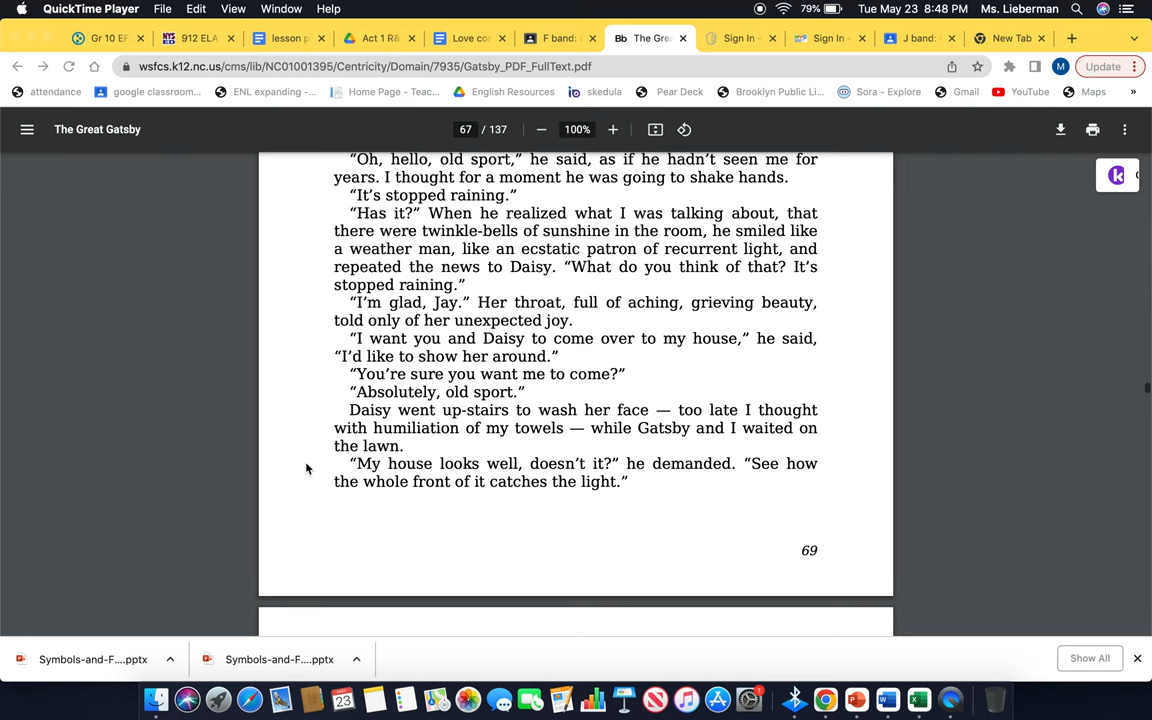 QuickTime Player File Edit View Window Help 79% Tue May 23 8:48 PM Ms. Lieberman
Gr 10 EF 912 ELA lesson p Act 1 R& Love co F band: The Gre Sign In - Sign In - J band: New Tab
wsfcs.k12.nc.us/cms/lib/NC01001395/Centricity/Domain/7935/Gatsby_PDF_FullText.pdf M Update
attendance google classroom... ENL expanding -... Home Page - Teac... English Resources skedula Pear Deck Brooklyn Public Li... Sora - Explore Gmail YouTube Maps »
The Great Gatsby 67 / 137 — 100% +
“Oh, hello, old sport,” he said, as if he hadn’t seen me for
years. I thought for a moment he was going to shake hands.
“It’s stopped raining.”
“Has it?” When he realized what I was talking about, that
there were twinkle-bells of sunshine in the room, he smiled like
a weather man, like an ecstatic patron of recurrent light, and
repeated the news to Daisy. “What do you think of that? It’s
stopped raining.”
“I’m glad, Jay.” Her throat, full of aching, grieving beauty,
told only of her unexpected joy.
“I want you and Daisy to come over to my house,” he said,
“I’d like to show her around.”
“You’re sure you want me to come?”
“Absolutely, old sport.”
Daisy went up-stairs to wash her face — too late I thought
with humiliation of my towels — while Gatsby and I waited on
the lawn.
“My house looks well, doesn’t it?” he demanded. “See how
the whole front of it catches the light.”
69
Symbols-and-F....pptx Symbols-and-F....pptx Show All